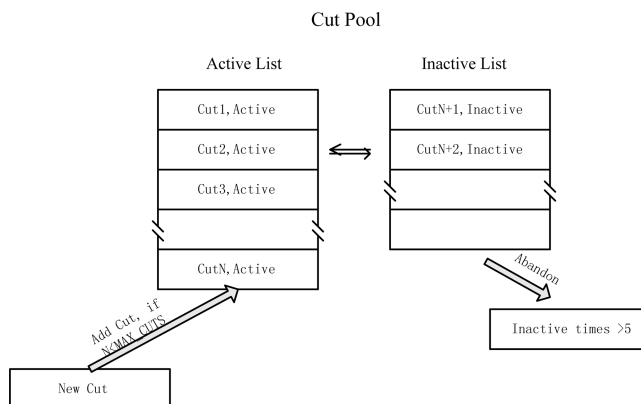 Cut Pool
Active List
Inactive List
Cut1,Active
Cut2,Active
Cut3,Active
CutN,Active
CutN+1,Inactive
CutN+2,Inactive
Abandon
Inactive times >5
Add Cut, if
N<MAX_CUTS
New Cut